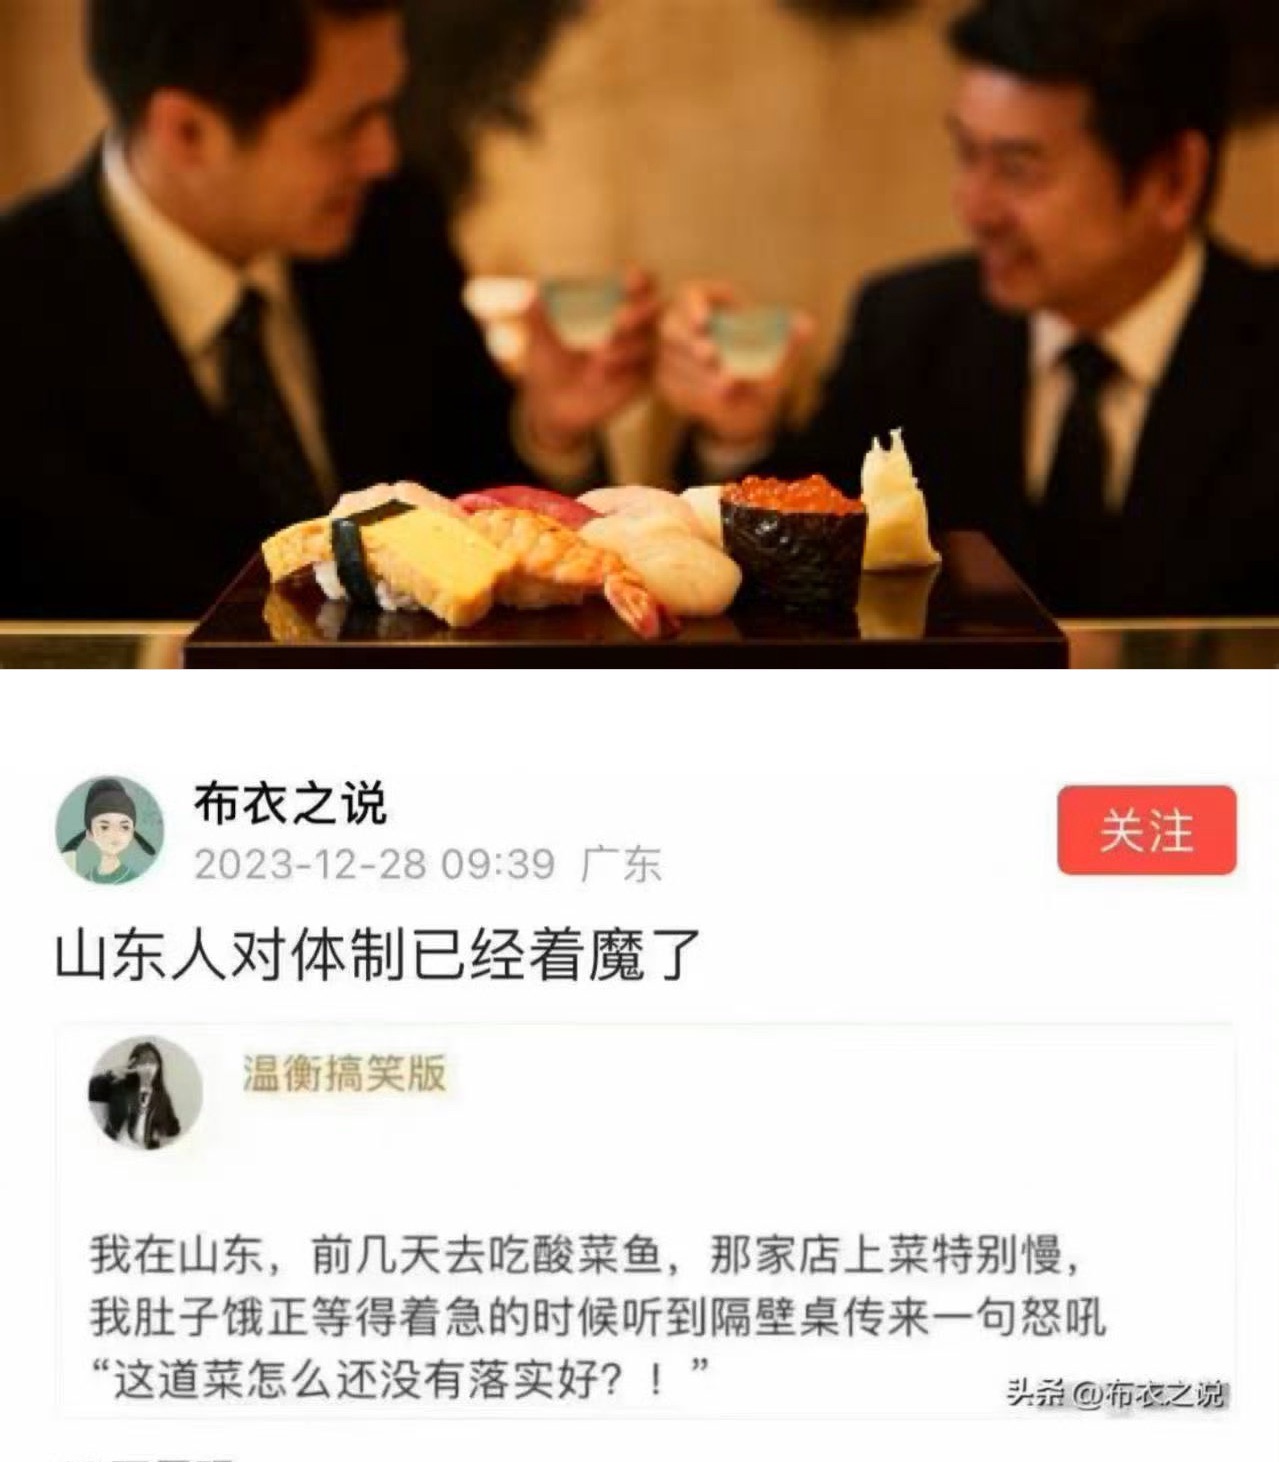 布衣之说
2023-12-28 09:39 广东
关注
山东人对体制已经着魔了
温衡搞笑版
我在山东，前几天去吃酸菜鱼，那家店上菜特别慢，
我肚子饿正等得着急的时候听到隔壁桌传来一句怒吼
“这道菜怎么还没有落实好？！”
头条 @布衣之说